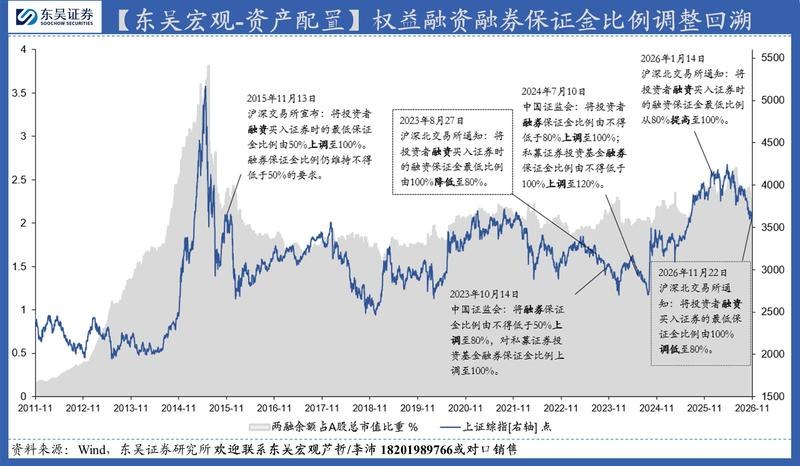 东吴证券
SOOCHOW SECURITIES
【东吴宏观-资产配置】权益融资融券保证金比例调整回溯
4
3.5
3
2.5
2
1.5
1
0.5
0
2015年11月13日
沪深交易所宣布：将投资者
融资买入证券时的最低保证
金比例由50%上调至100%。
融券保证金比例仍维持不得
低于50%的要求。
2023年8月27日
沪深北交易所通知：将
投资者融资买入证券时
的融资保证金最低比例
由100%降低至80%。
2024年7月10日
中国证监会：将投资者
融券保证金比例由不得
低于80%上调至100%；
私募证券投资基金融券
保证金比例由不得低于
100%上调至120%。
2026年1月14日
沪深北交易所通知：将
投资者融资买入证券时
的融资保证金最低比例
从80%提高至100%。
2023年10月14日
中国证监会：将融券保证
金比例由不得低于50%上
调至80%，对私募证券投
资基金融券保证金比例上
调至100%。
2026年11月22日
沪深北交易所通
知：将投资者融资
买入证券的最低保
证金比例由100%
调低至80%。
5500
5000
4500
4000
3500
3000
2500
2000
1500
1000
2011-11 2012-11 2013-11 2014-11 2015-11 2016-11 2017-11 2018-11 2019-11 2020-11 2021-11 2022-11 2023-11 2024-11 2025-11 2026-11
两融余额占A股总市值比重 % 上证综指[右轴] 点
资料来源：Wind，东吴证券研究所 欢迎联系东吴宏观芦哲/李沛 18201989766或对口销售